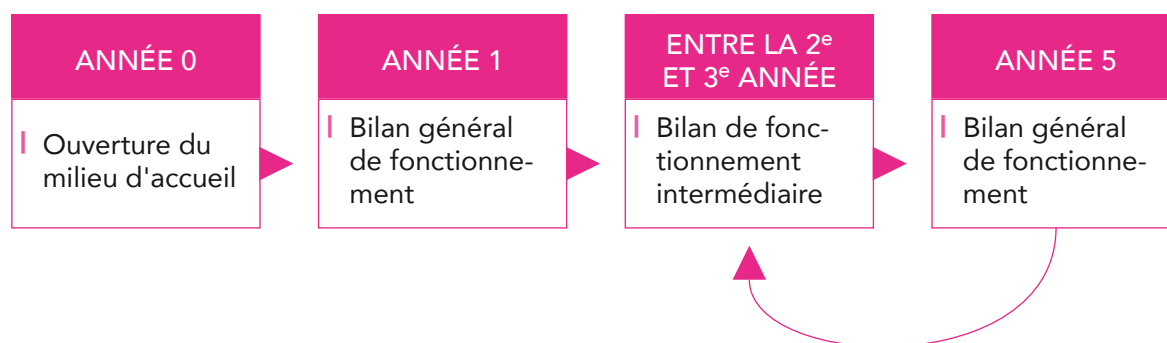 ANNÉE 0
Ouverture du
milieu d'accueil
ANNÉE 1
Bilan général
de fonctionne-
ment
ENTRE LA 2e
ET 3e ANNÉE
Bilan de fonc-
tionnement
intermédiaire
ANNÉE 5
Bilan général
de fonctionne-
ment